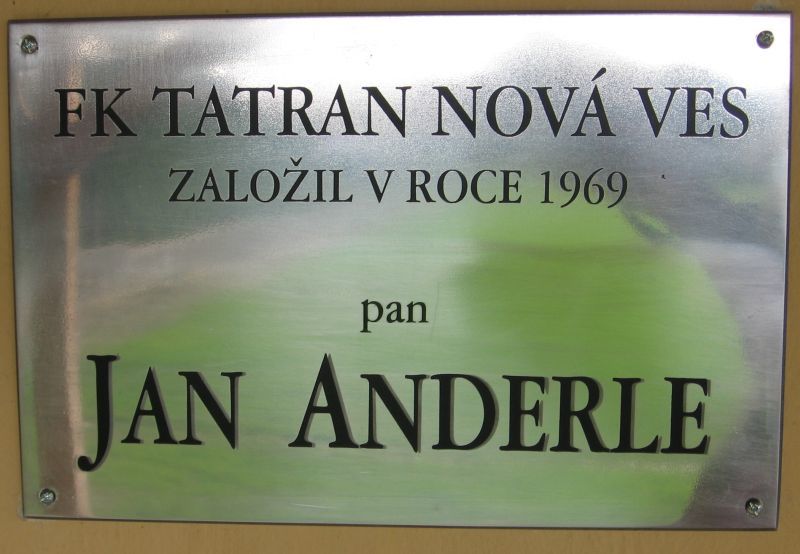 FK TATRAN NOVÁ VES
ZALOŽIL V ROCE 1969
pan
JAN ANDERLE